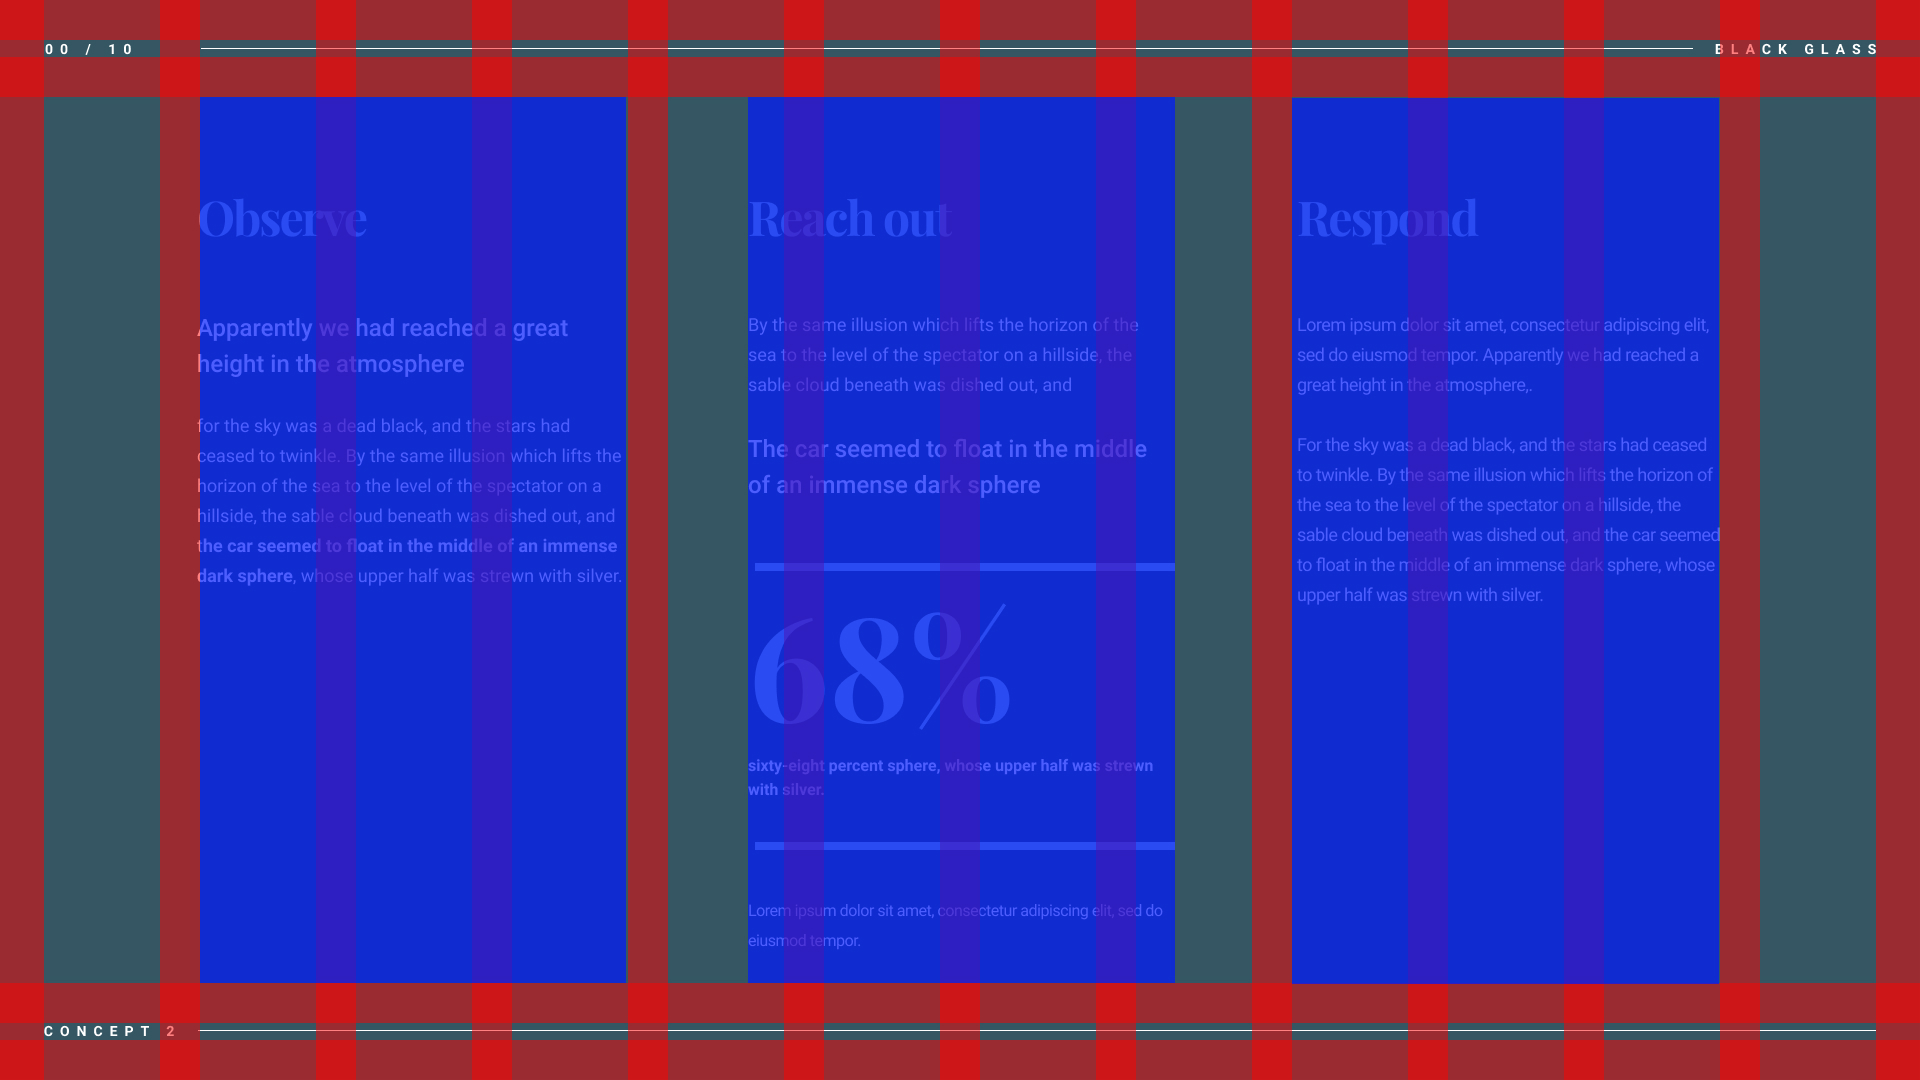 00 / 10
BLACK GLASS
Observe
Apparently we had reached a great
height in the atmosphere
for the sky was a dead black, and the stars had
ceased to twinkle. By the same illusion which lifts the
horizon of the sea to the level of the spectator on a
hillside, the sable cloud beneath was dished out, and
the car seemed to float in the middle of an immense
dark sphere, whose upper half was strewn with silver.
Reach out
By the same illusion which lifts the horizon of the
sea to the level of the spectator on a hillside, the
sable cloud beneath was dished out, and
The car seemed to float in the middle
of an immense dark sphere
68%
sixty-eight percent sphere, whose upper half was strewn
with silver.
Lorem ipsum dolor sit amet, consectetur adipiscing elit, sed do
eiusmod tempor.
Respond
Lorem ipsum dolor sit amet, consectetur adipiscing elit,
sed do eiusmod tempor. Apparently we had reached a
great height in the atmosphere,.
For the sky was a dead black, and the stars had ceased
to twinkle. By the same illusion which lifts the horizon of
the sea to the level of the spectator on a hillside, the
sable cloud beneath was dished out, and the car seemed
to float in the middle of an immense dark sphere, whose
upper half was strewn with silver.
CONCEPT 2